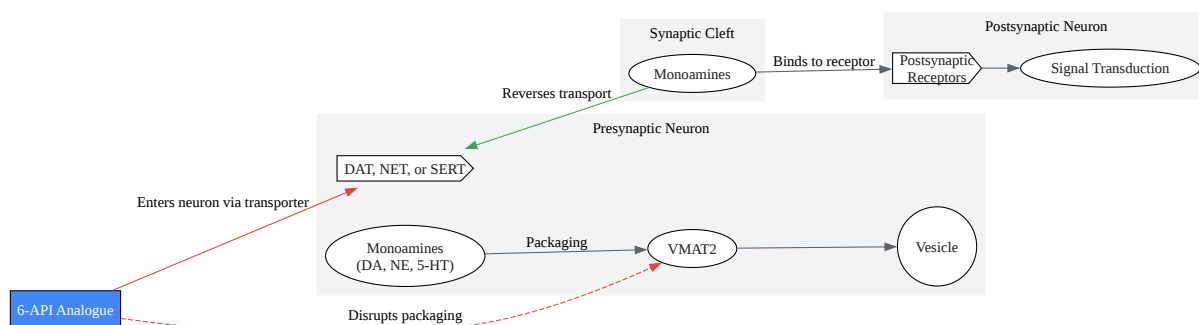 Postsynaptic Neuron
Synaptic Cleft
Monoamines
Binds to receptor
Postsynaptic
Receptors
Signal Transduction
Reverses transport
Presynaptic Neuron
DAT, NET, or SERT
Enters neuron via transporter
Monoamines
(DA, NE, 5-HT)
Packaging
VMAT2
Vesicle
6-API Analogue
Disrupts packaging